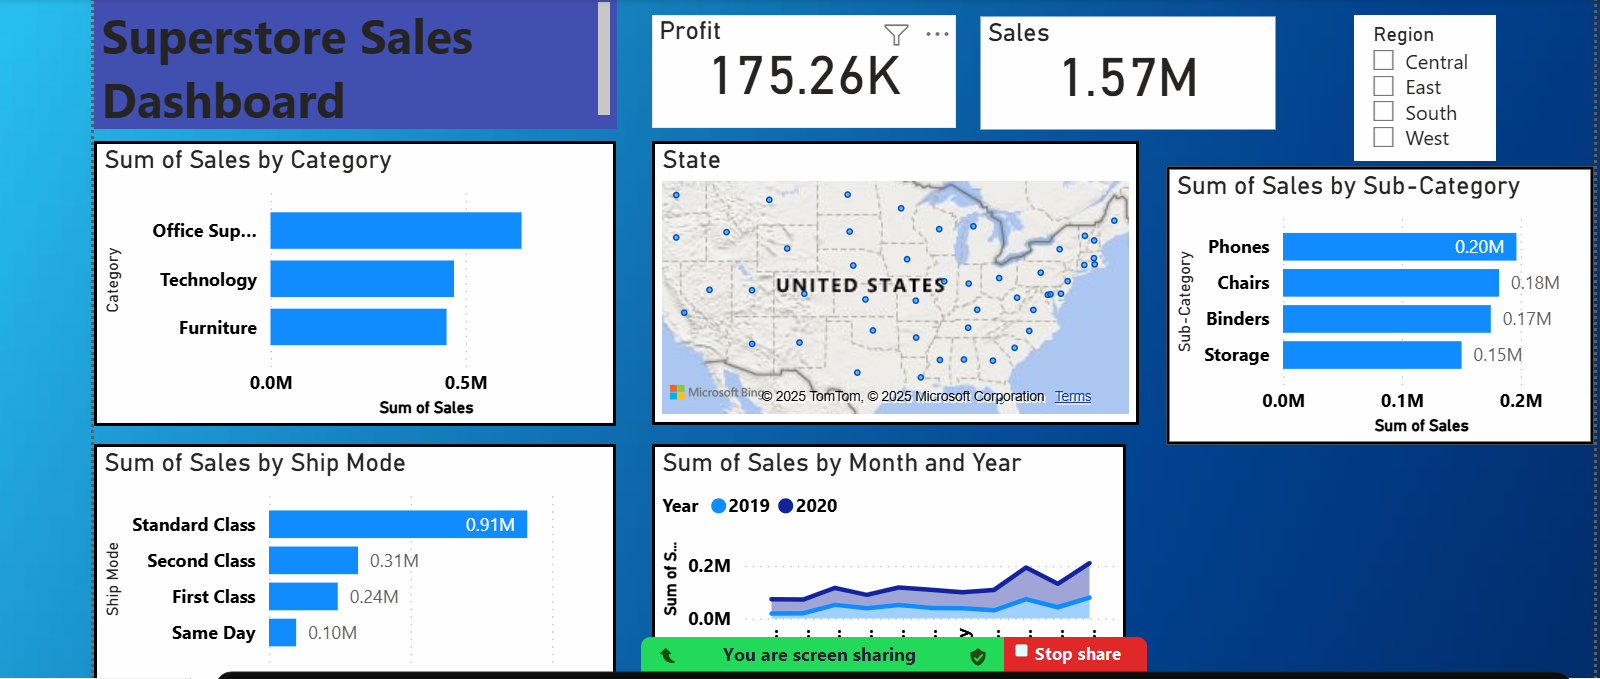 Superstore Sales
Dashboard
Profit
175.26K
Sales
1.57M
Region
Central
East
South
West
Sum of Sales by Category
Category
Office Sup...
Technology
Furniture
0.0M
0.5M
Sum of Sales
State
UNITED STATES
Microsoft Bing
© 2025 TomTom, © 2025 Microsoft Corporation Terms
Sum of Sales by Sub-Category
Sub-Category
Phones
0.20M
Chairs
0.18M
Binders
0.17M
Storage
0.15M
0.0M
0.1M
0.2M
Sum of Sales
Sum of Sales by Ship Mode
Ship Mode
Standard Class
0.91M
Second Class
0.31M
First Class
0.24M
Same Day
0.10M
Sum of Sales by Month and Year
Year 2019 2020
Sum of S...
0.2M
0.0M
You are screen sharing
Stop share